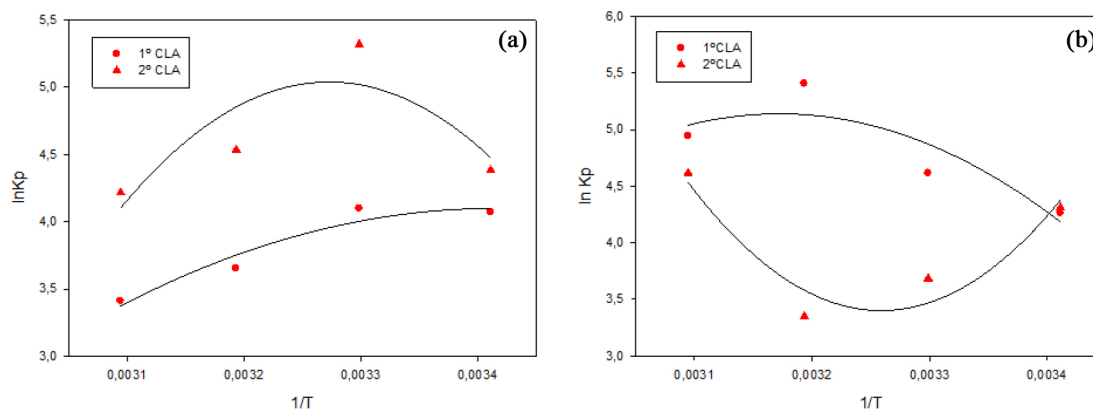 (a)
1º CLA
2º CLA
5,5
5,0
4,5
4,0
3,5
3,0
lnKp
0,0031
0,0032
0,0033
0,0034
1/T
(b)
1ºCLA
2ºCLA
6,0
5,5
5,0
4,5
4,0
3,5
3,0
ln Kp
0,0031
0,0032
0,0033
0,0034
1/T